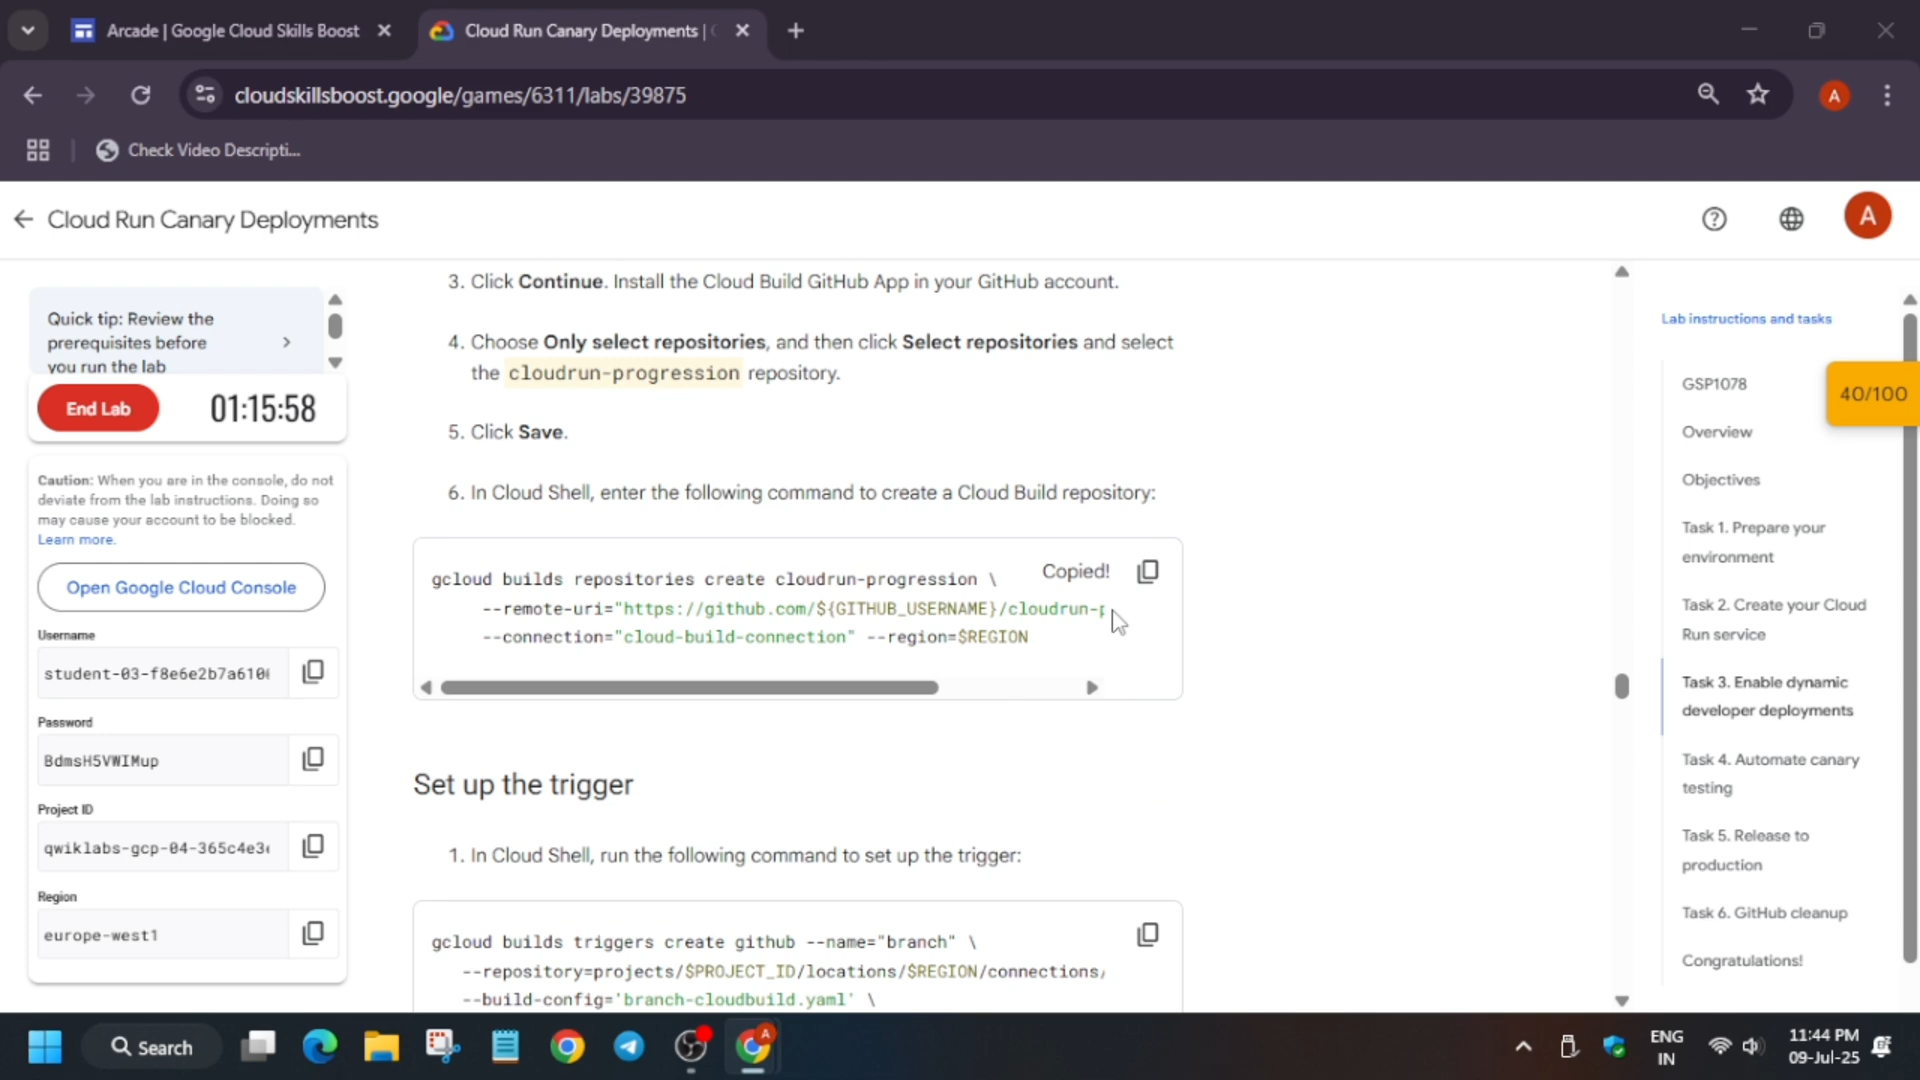 Arcade | Google Cloud Skills Boost
Cloud Run Canary Deployments |
cloudskillsboost.google/games/6311/labs/39875
A
Check Video Descripti...
Cloud Run Canary Deployments
A
Quick tip: Review the
prerequisites before
you run the lab
End Lab
01:15:58
Caution: When you are in the console, do not
deviate from the lab instructions. Doing so
may cause your account to be blocked.
Learn more.
Open Google Cloud Console
Username
student-03-f8e6e2b7a610
Password
BdmsH5VWIMup
Project ID
qwiklabs-gcp-04-365c4e3
Region
europe-west1
3. Click Continue. Install the Cloud Build GitHub App in your GitHub account.
4. Choose Only select repositories, and then click Select repositories and select
the cloudrun-progression repository.
5. Click Save.
6. In Cloud Shell, enter the following command to create a Cloud Build repository:
Copied!
gcloud builds repositories create cloudrun-progression \
--remote-uri="https://github.com/${GITHUB_USERNAME}/cloudrun-p
--connection="cloud-build-connection" --region=$REGION
Set up the trigger
1. In Cloud Shell, run the following command to set up the trigger:
gcloud builds triggers create github --name="branch" \
--repository=projects/$PROJECT_ID/locations/$REGION/connections/
--build-config='branch-cloudbuild.yaml' \
Lab instructions and tasks
GSP1078
40/100
Overview
Objectives
Task 1. Prepare your
environment
Task 2. Create your Cloud
Run service
Task 3. Enable dynamic
developer deployments
Task 4. Automate canary
testing
Task 5. Release to
production
Task 6. GitHub cleanup
Congratulations!
Search
A
ENG
IN
11:44 PM
09-Jul-25